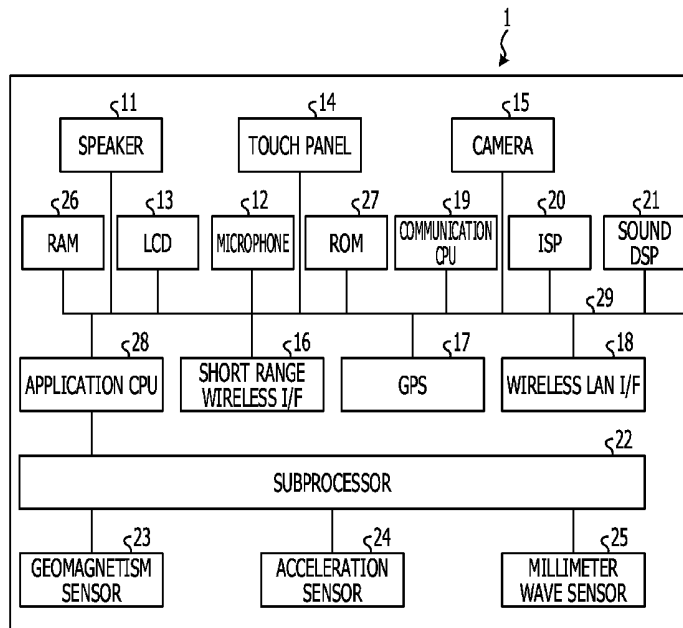 1
11
14
15
SPEAKER
TOUCH PANEL
CAMERA
26
13
12
27
19
20
21
RAM
LCD
MICROPHONE
ROM
COMMUNICATION
CPU
ISP
SOUND
DSP
29
28
16
17
18
APPLICATION CPU
SHORT RANGE
WIRELESS I/F
GPS
WIRELESS LAN I/F
22
SUBPROCESSOR
23
24
25
GEOMAGNETISM
SENSOR
ACCELERATION
SENSOR
MILLIMETER
WAVE SENSOR